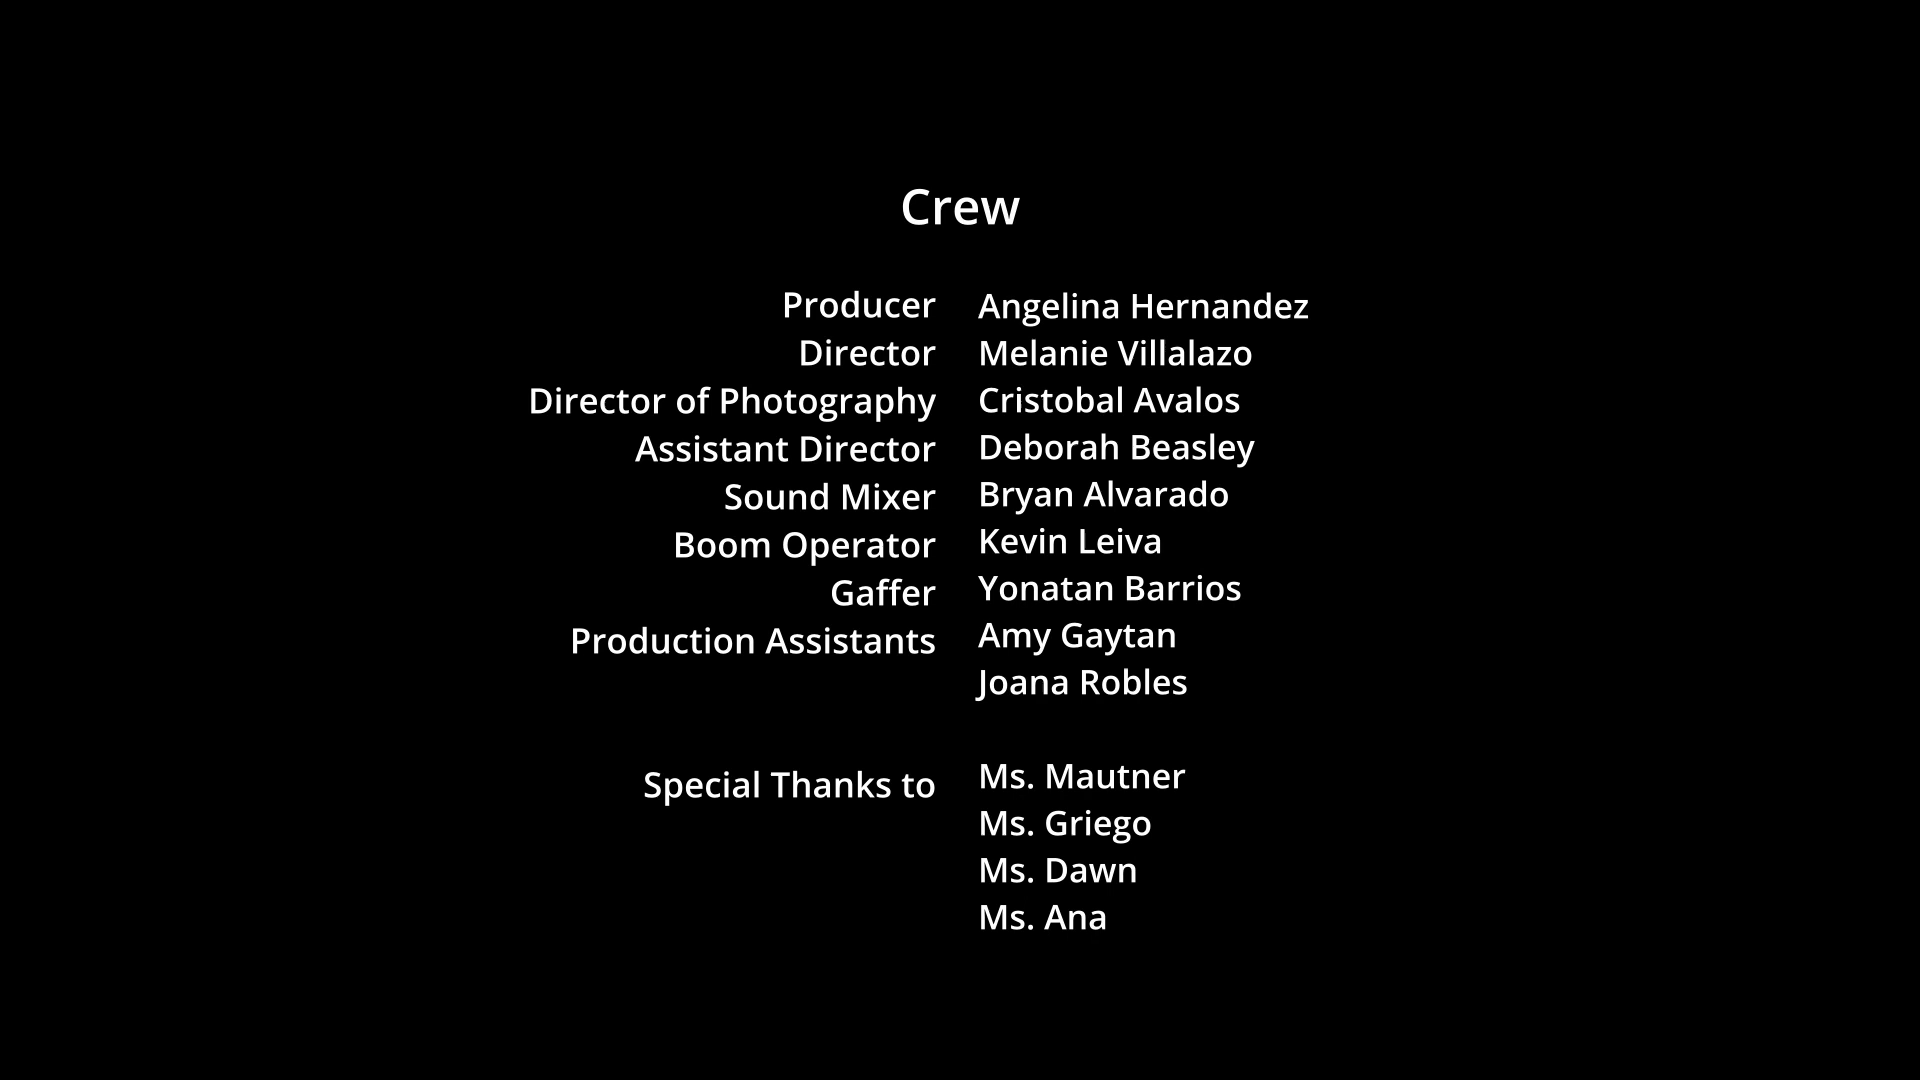 Crew
Producer Angelina Hernandez
Director Melanie Villalazo
Director of Photography Cristobal Avalos
Assistant Director Deborah Beasley
Sound Mixer Bryan Alvarado
Boom Operator Kevin Leiva
Gaffer Yonatan Barrios
Production Assistants Amy Gaytan
Joana Robles
Special Thanks to Ms. Mautner
Ms. Griego
Ms. Dawn
Ms. Ana